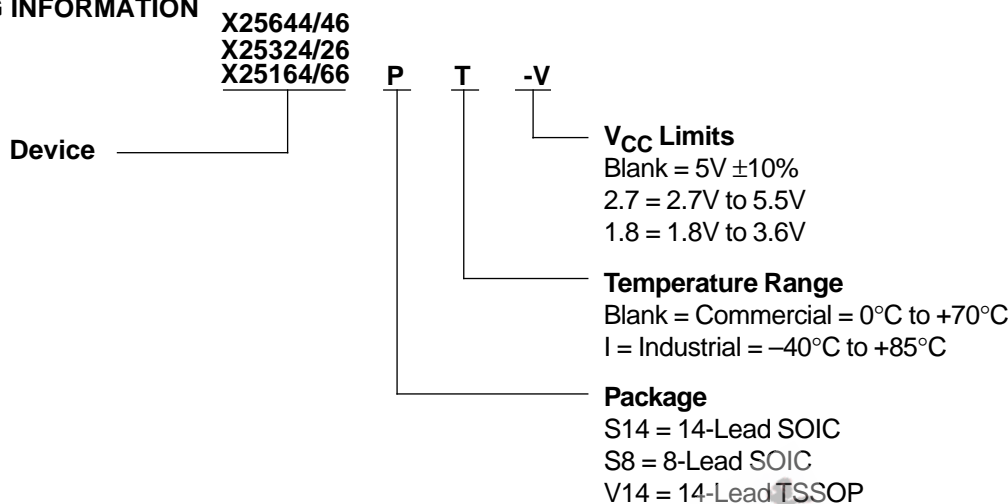 G INFORMATION
X25644/46
X25324/26
X25164/66 P T -V
Device
VCC Limits
Blank = 5V ±10%
2.7 = 2.7V to 5.5V
1.8 = 1.8V to 3.6V
Temperature Range
Blank = Commercial = 0°C to +70°C
I = Industrial = –40°C to +85°C
Package
S14 = 14-Lead SOIC
S8 = 8-Lead SOIC
V14 = 14-Lead TSSOP